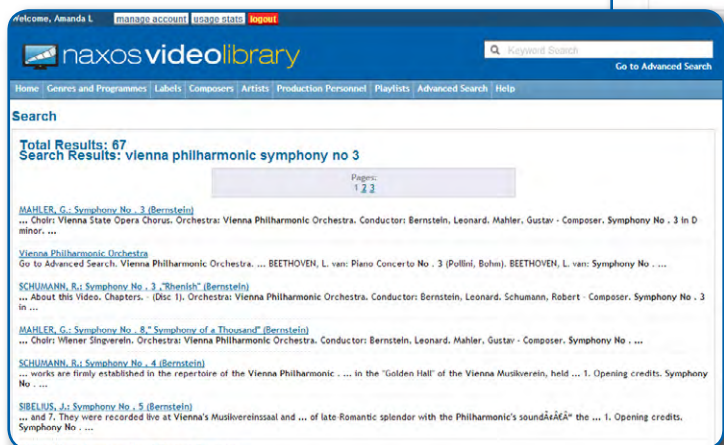 Welcome, Amanda L manage account usage stats logout
naxosvideolibrary
Keyword Search
Go to Advanced Search
Home Genres and Programmes Labels Composers Artists Production Personnel Playlists Advanced Search Help
Search
Total Results: 67
Search Results: vienna philharmonic symphony no 3
Pages:
1 2 3
MAHLER, G.: Symphony No . 3 (Bernstein)
... Choir: Vienna State Opera Chorus. Orchestra: Vienna Philharmonic Orchestra. Conductor: Bernstein, Leonard. Mahler, Gustav - Composer. Symphony No . 3 in D
minor. ...
Vienna Philharmonic Orchestra
Go to Advanced Search. Vienna Philharmonic Orchestra. ... BEETHOVEN, L. van: Piano Concerto No . 3 (Pollini, Bohm). BEETHOVEN, L. van: Symphony No . ...
SCHUMANN, R.: Symphony No . 3 ,"Rhenish" (Bernstein)
... About this Video. Chapters. - (Disc 1). Orchestra: Vienna Philharmonic Orchestra. Conductor: Bernstein, Leonard. Schumann, Robert - Composer. Symphony No . 3
in ...
MAHLER, G.: Symphony No . 8," Symphony of a Thousand" (Bernstein)
... Choir: Wiener Singverein. Orchestra: Vienna Philharmonic Orchestra. Conductor: Bernstein, Leonard. Mahler, Gustav - Composer. Symphony No . ...
SCHUMANN, R.: Symphony No . 4 (Bernstein)
... works are firmly established in the repertoire of the Vienna Philharmonic . ... in the "Golden Hall" of the Vienna Musikverein, held ... 1. Opening credits. Symphony
No . ...
SIBELIUS, J.: Symphony No . 5 (Bernstein)
... and 7. They were recorded live at Vienna's Musikvereinssaal and ... of late-Romantic splendor with the Philharmonic's the ... 1. Opening credits.
Symphony No . ...